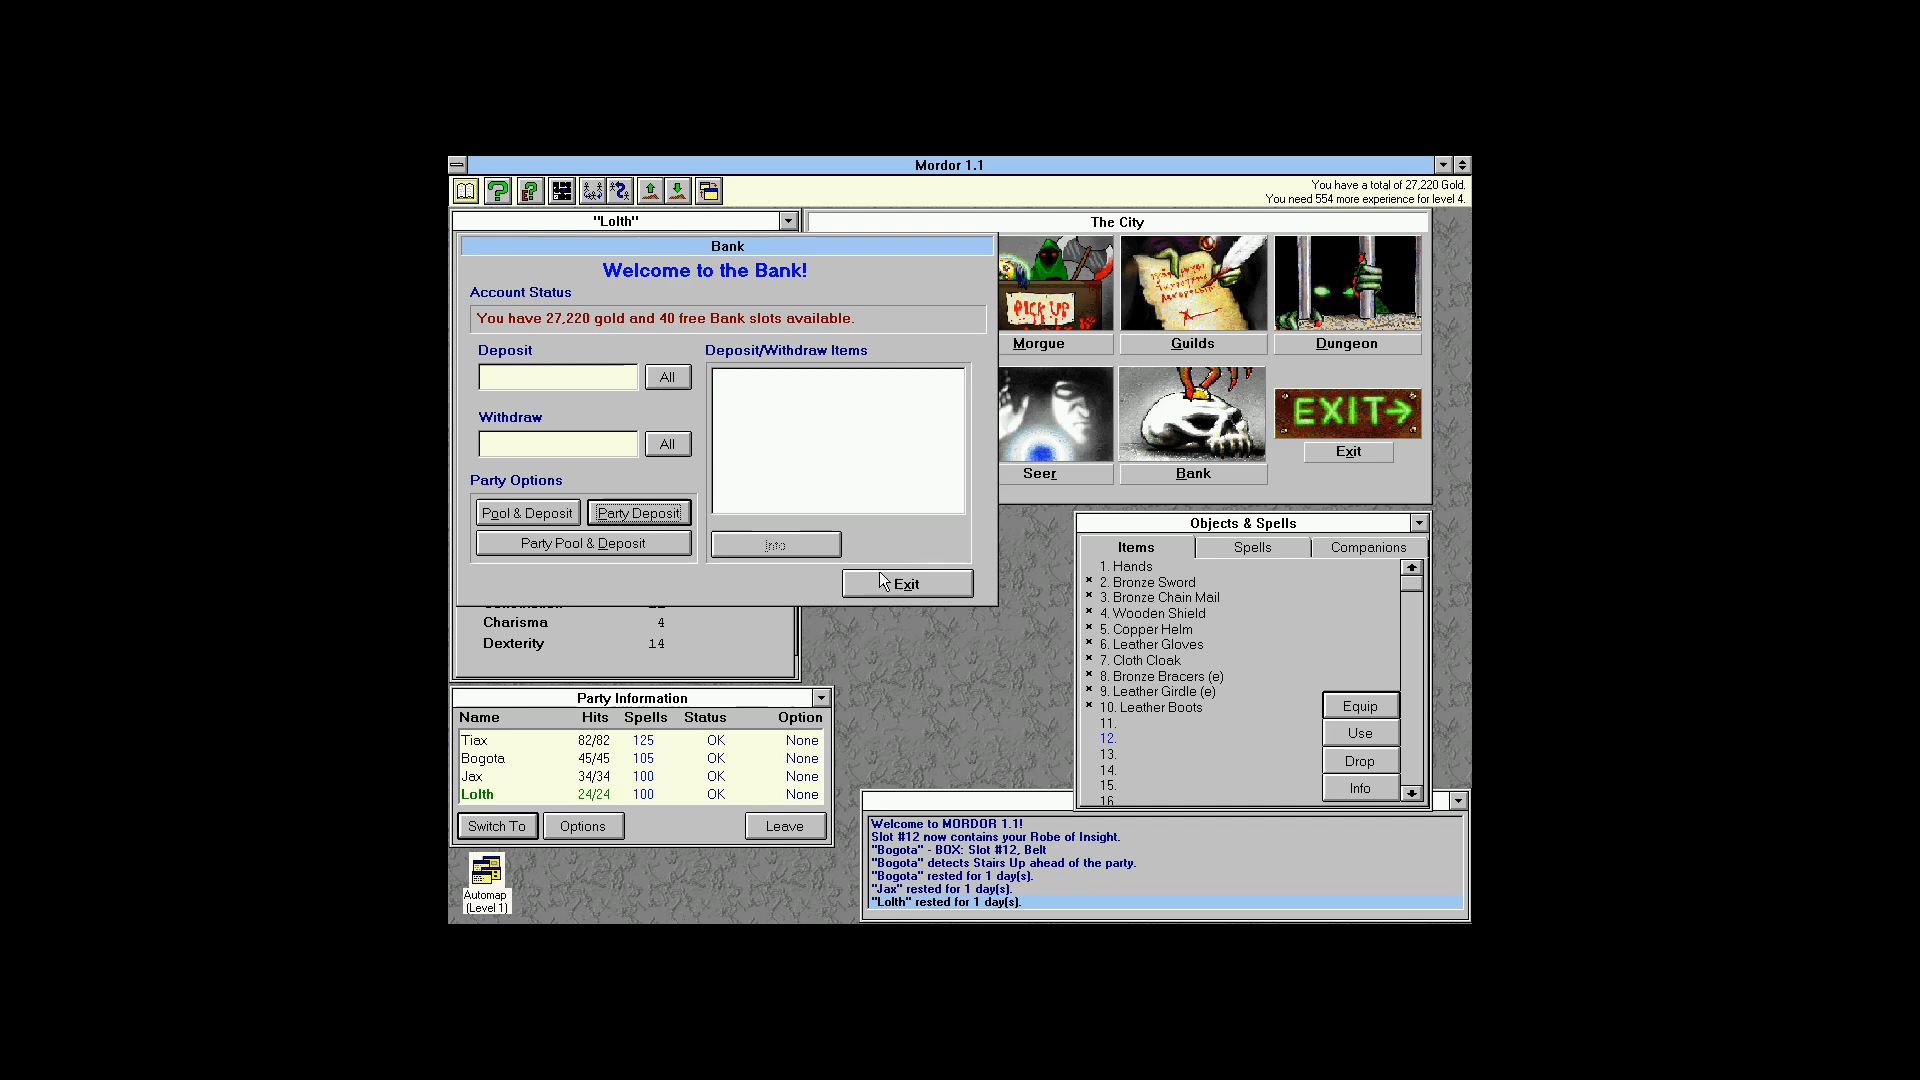 Mordor 1.1
You have a total of 27,220 Gold.
You need 554 more experience for level 4.
"Lolth"
The City
Bank
Welcome to the Bank!
Account Status
You have 27,220 gold and 40 free Bank slots available.
Deposit
All
Withdraw
All
Deposit/Withdraw Items
Party Options
Pool & Deposit
Party Deposit
Party Pool & Deposit
Info
Exit
PICK UP
Morgue
Guilds
Dungeon
Seer
Bank
EXIT→
Exit
Charisma 4
Dexterity 14
Objects & Spells
Items
Spells
Companions
1. Hands
× 2. Bronze Sword
× 3. Bronze Chain Mail
× 4. Wooden Shield
× 5. Copper Helm
× 6. Leather Gloves
× 7. Cloth Cloak
× 8. Bronze Bracers (e)
× 9. Leather Girdle (e)
× 10. Leather Boots
11.
12.
13.
14.
15.
16.
Equip
Use
Drop
Info
Party Information
Name Hits Spells Status Option
Tiax 82/82 125 OK None
Bogota 45/45 105 OK None
Jax 34/34 100 OK None
Lolth 24/24 100 OK None
Switch To
Options
Leave
Automap
(Level 1)
Welcome to MORDOR 1.1!
Slot #12 now contains your Robe of Insight.
"Bogota" - BOX: Slot #12, Belt
"Bogota" detects Stairs Up ahead of the party.
"Bogota" rested for 1 day(s).
"Jax" rested for 1 day(s).
"Lolth" rested for 1 day(s).